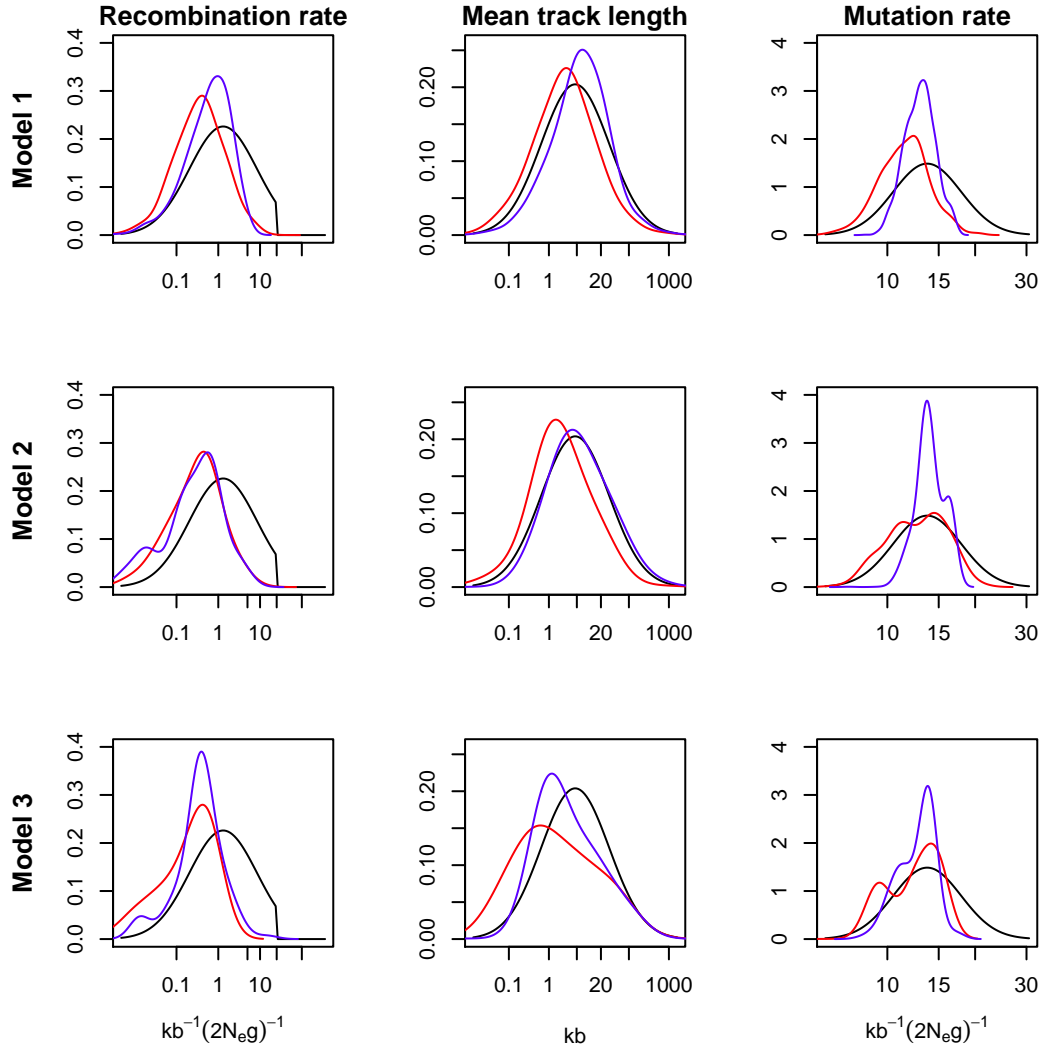 Recombination rate Mean track length Mutation rate
Model 1
0.0 0.1 0.2 0.3 0.4
0.1 1 10
0.00 0.10 0.20
0.1 1 20 1000
0 1 2 3 4
10 15 30
Model 2
0.0 0.1 0.2 0.3 0.4
0.1 1 10
0.00 0.10 0.20
0.1 1 20 1000
0 1 2 3 4
10 15 30
Model 3
0.0 0.1 0.2 0.3 0.4
0.1 1 10
0.00 0.10 0.20
0.1 1 20 1000
0 1 2 3 4
10 15 30
kb⁻¹(2Nₑg)⁻¹ kb kb⁻¹(2Nₑg)⁻¹